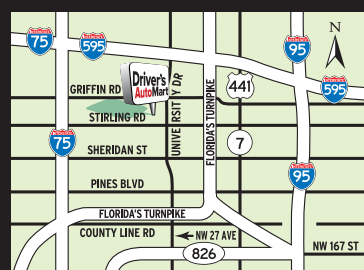 N
75
595
95
Driver's
AutoMart
GRIFFIN RD
441
595
STIRLING RD
UNIVERSITY DR
FLORIDA'S TURNPIKE
75
7
SHERIDAN ST
95
PINES BLVD
FLORIDA'S TURNPIKE
COUNTY LINE RD
NW 27 AVE
826
NW 167 ST